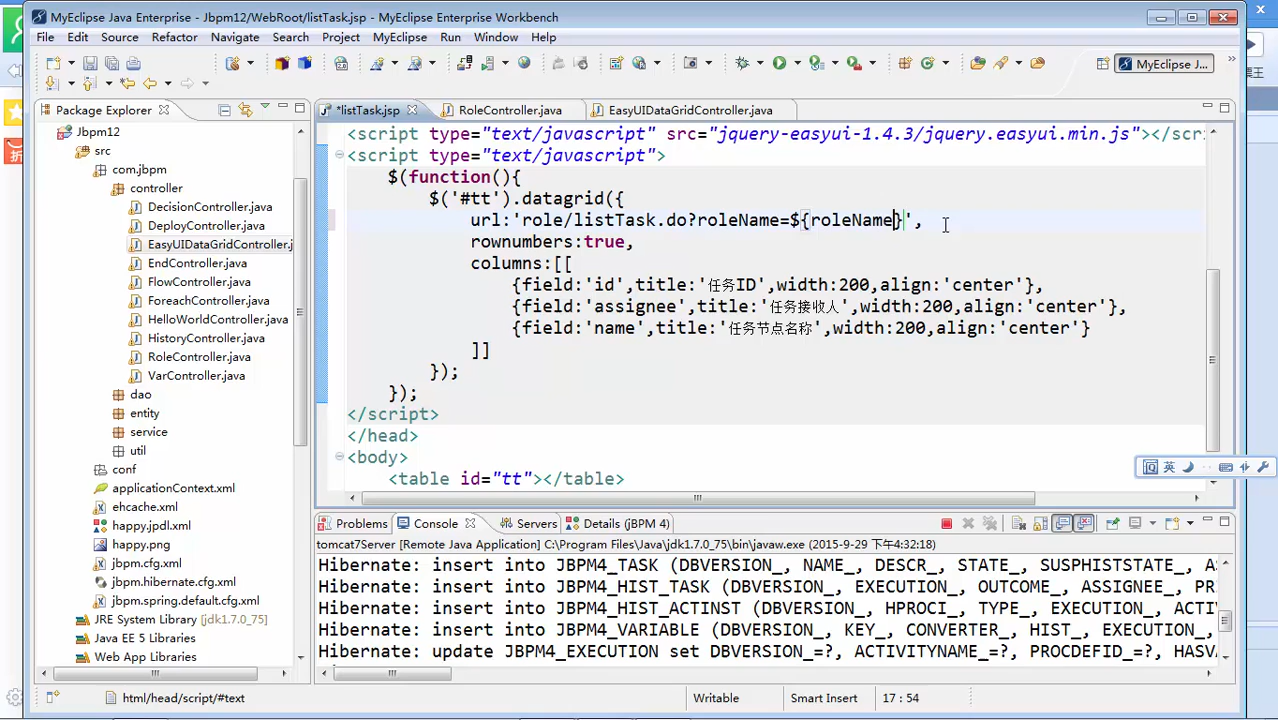 MyEclipse Java Enterprise - Jbpm12/WebRoot/listTask.jsp - MyEclipse Enterprise Workbench
File Edit Source Refactor Navigate Search Project MyEclipse Run Window Help
MyEclipse J...
Package Explorer
*listTask.jsp RoleController.java EasyUIDataGridController.java
Jbpm12
src
com.jbpm
controller
DecisionController.java
DeployController.java
EasyUIDataGridController.j
EndController.java
FlowController.java
ForeachController.java
HelloWorldController.java
HistoryController.java
RoleController.java
VarController.java
dao
entity
service
util
conf
applicationContext.xml
ehcache.xml
happy.jpdl.xml
happy.png
jbpm.cfg.xml
jbpm.hibernate.cfg.xml
jbpm.spring.default.cfg.xml
JRE System Library [jdk1.7.0_75]
Java EE 5 Libraries
Web App Libraries
<script type="text/javascript" src="jquery-easyui-1.4.3/jquery.easyui.min.js"></scri
<script type="text/javascript">
$(function(){
$('#tt').datagrid({
url:'role/listTask.do?roleName=${roleName}',
rownumbers:true,
columns:[[
{field:'id',title:'任务ID',width:200,align:'center'},
{field:'assignee',title:'任务接收人',width:200,align:'center'},
{field:'name',title:'任务节点名称',width:200,align:'center'}
]]
});
});
</script>
</head>
<body>
<table id="tt"></table>
英
Problems Console Servers Details (jBPM 4)
tomcat7Server [Remote Java Application] C:\Program Files\Java\jdk1.7.0_75\bin\javaw.exe (2015-9-29 下午4:32:18)
Hibernate: insert into JBPM4_TASK (DBVERSION_, NAME_, DESCR_, STATE_, SUSPHISTSTATE_, AS
Hibernate: insert into JBPM4_HIST_TASK (DBVERSION_, EXECUTION_, OUTCOME_, ASSIGNEE_, PR
Hibernate: insert into JBPM4_HIST_ACTINST (DBVERSION_, HPROCI_, TYPE_, EXECUTION_, ACTIV
Hibernate: insert into JBPM4_VARIABLE (DBVERSION_, KEY_, CONVERTER_, HIST_, EXECUTION_,
Hibernate: update JBPM4_EXECUTION set DBVERSION_=?, ACTIVITYNAME_=?, PROCDEFID_=?, HASVA
html/head/script/#text Writable Smart Insert 17 : 54